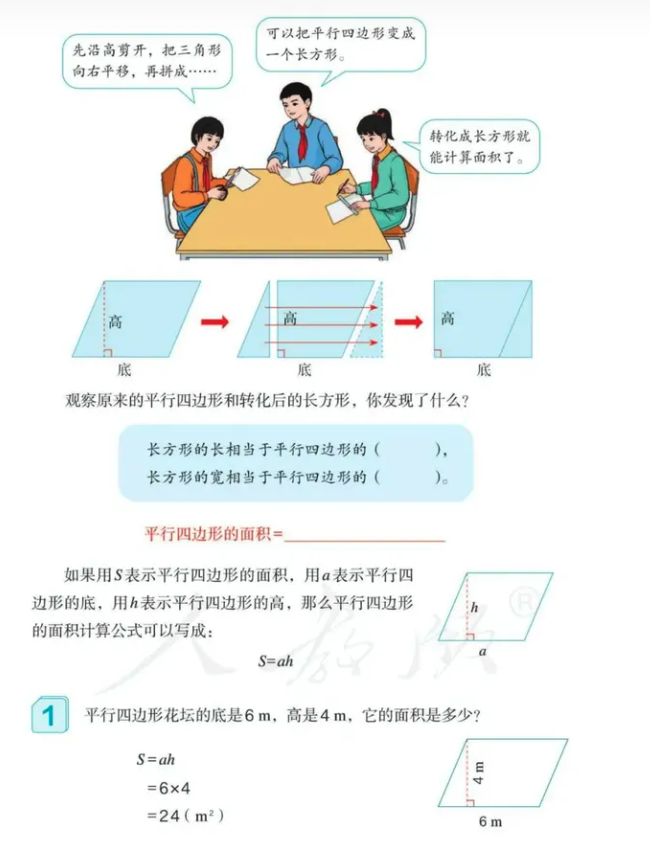 先沿高剪开，把三角形
向右平移，再拼成……
可以把平行四边形变成
一个长方形。
转化成长方形就
能计算面积了。
高
底
高
底
高
底
观察原来的平行四边形和转化后的长方形，你发现了什么？
长方形的长相当于平行四边形的（　　），
长方形的宽相当于平行四边形的（　　）。
平行四边形的面积=＿＿＿＿＿＿＿＿
如果用S表示平行四边形的面积，用a表示平行四
边形的底，用h表示平行四边形的高，那么平行四边形
的面积计算公式可以写成：
S=ah
h
a
人教版®
1 平行四边形花坛的底是6 m，高是4 m，它的面积是多少？
S=ah
=6×4
=24（m²）
4 m
6 m